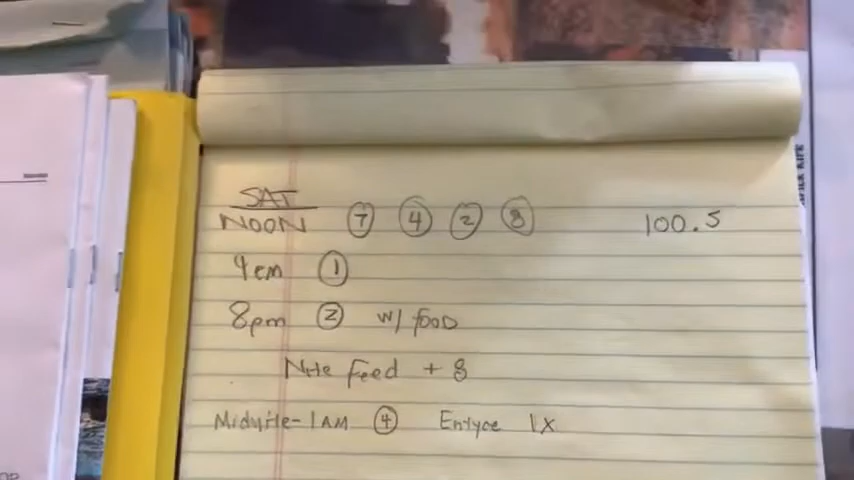 SAT
NOON 7 4 2 8 100.5
4pm 1
8pm 2 w/ food
Nite Feed + 8
Midnite-1AM 4 Entyce 1X